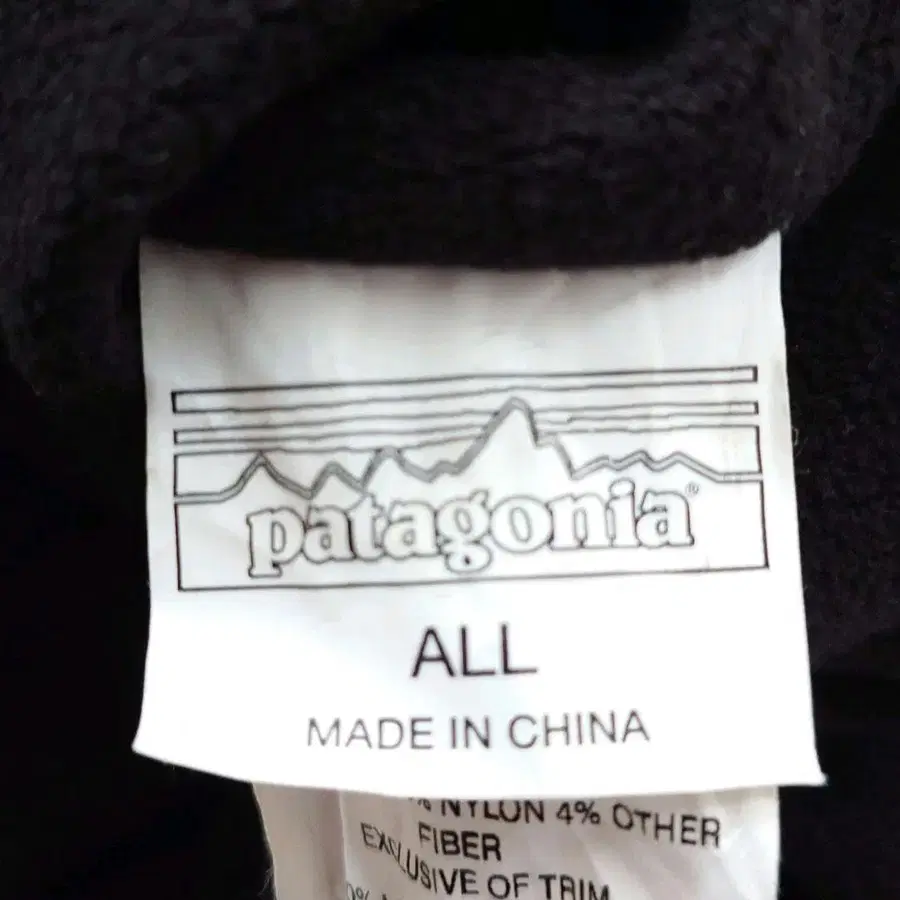 patagonia®
ALL
MADE IN CHINA
% NYLON 4% OTHER
FIBER
EXCLUSIVE OF TRIM